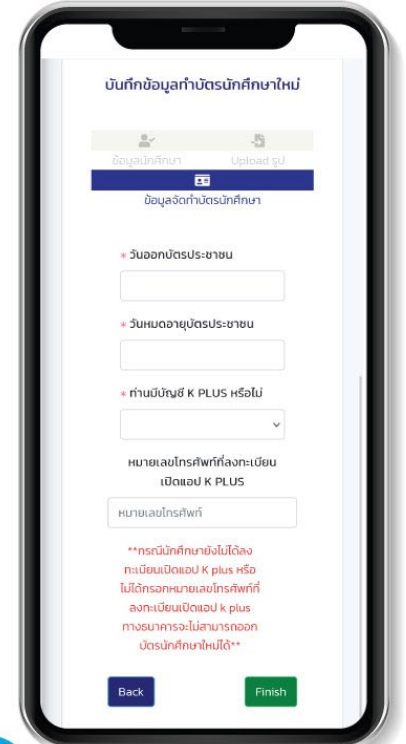 บันทึกข้อมูลทำบัตรนักศึกษาใหม่
ข้อมูลนักศึกษา
Upload รูป
ข้อมูลจัดทำบัตรนักศึกษา
* วันออกบัตรประชาชน
* วันหมดอายุบัตรประชาชน
* ท่านมีบัญชี K PLUS หรือไม่
หมายเลขโทรศัพท์ที่ลงทะเบียน
เปิดแอป K PLUS
หมายเลขโทรศัพท์
**กรณีนักศึกษายังไม่ได้ลง
ทะเบียนเปิดแอป K plus หรือ
ไม่ได้กรอกหมายเลขโทรศัพท์ที่
ลงทะเบียนเปิดแอป k plus
ทางธนาคารจะไม่สามารถออก
บัตรนักศึกษาใหม่ได้**
Back
Finish